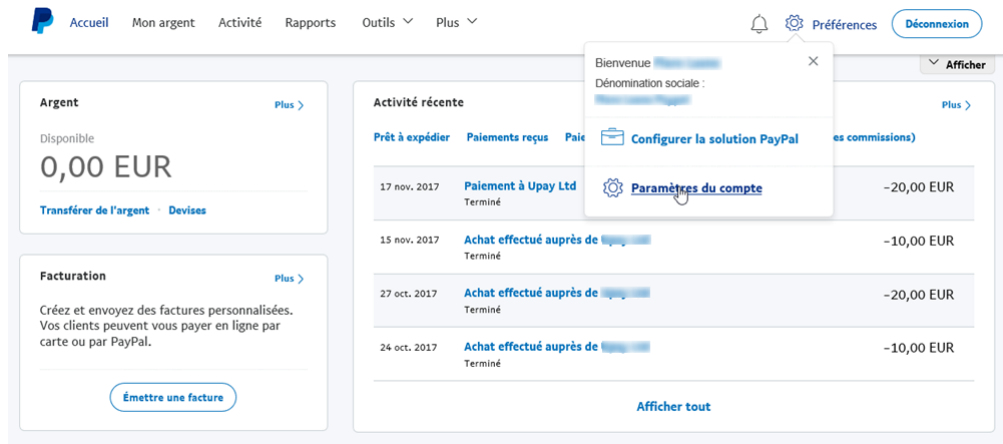 Accueil Mon argent Activité Rapports Outils Plus Préférences Déconnexion
Afficher
Bienvenue
Dénomination sociale :
Configurer la solution PayPal
Paramètres du compte
Argent Plus
Disponible
0,00 EUR
Transférer de l'argent · Devises
Facturation Plus
Créez et envoyez des factures personnalisées.
Vos clients peuvent vous payer en ligne par
carte ou par PayPal.
Émettre une facture
Activité récente Plus
Prêt à expédier Paiements reçus Paie es commissions)
17 nov. 2017 Paiement à Upay Ltd -20,00 EUR
Terminé
15 nov. 2017 Achat effectué auprès de -10,00 EUR
Terminé
27 oct. 2017 Achat effectué auprès de -20,00 EUR
Terminé
24 oct. 2017 Achat effectué auprès de -10,00 EUR
Terminé
Afficher tout